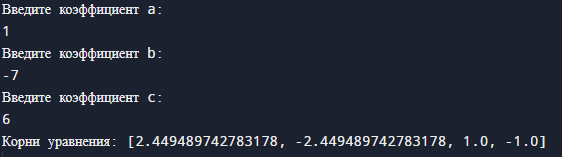 Введите коэффициент a:
1
Введите коэффициент b:
-7
Введите коэффициент c:
6
Корни уравнения: [2.449489742783178, -2.449489742783178, 1.0, -1.0]